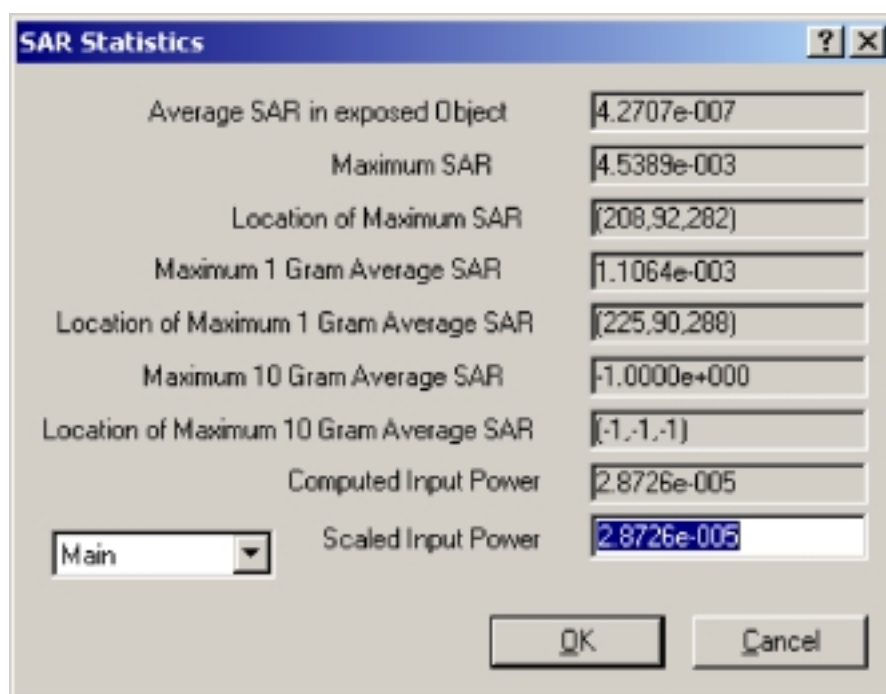 SAR Statistics
Average SAR in exposed Object 4.2707e-007
Maximum SAR 4.5389e-003
Location of Maximum SAR (208,92,282)
Maximum 1 Gram Average SAR 1.1064e-003
Location of Maximum 1 Gram Average SAR (225,90,288)
Maximum 10 Gram Average SAR -1.0000e+000
Location of Maximum 10 Gram Average SAR (-1,-1,-1)
Computed Input Power 2.8726e-005
Main Scaled Input Power 2.8726e-005
OK Cancel